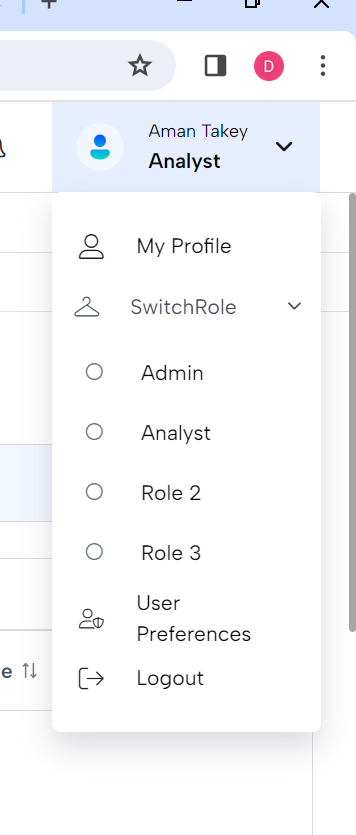 D
Aman Takey
Analyst
My Profile
SwitchRole
Admin
Analyst
Role 2
Role 3
User
Preferences
e
Logout